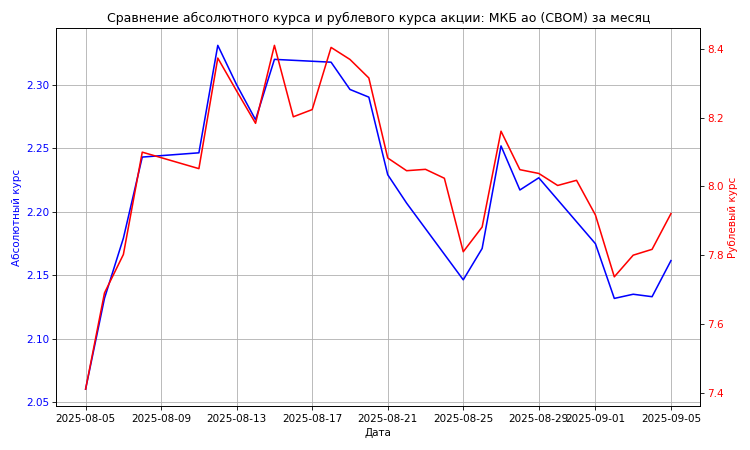 Сравнение абсолютного курса и рублевого курса акции: МКБ ао (CBOM) за месяц
Абсолютный курс
2.30
2.25
2.20
2.15
2.10
2.05
8.4
8.2
8.0
7.8
7.6
7.4
Рублевый курс
2025-08-05 2025-08-09 2025-08-13 2025-08-17 2025-08-21 2025-08-25 2025-08-29 2025-09-01 2025-09-05
Дата